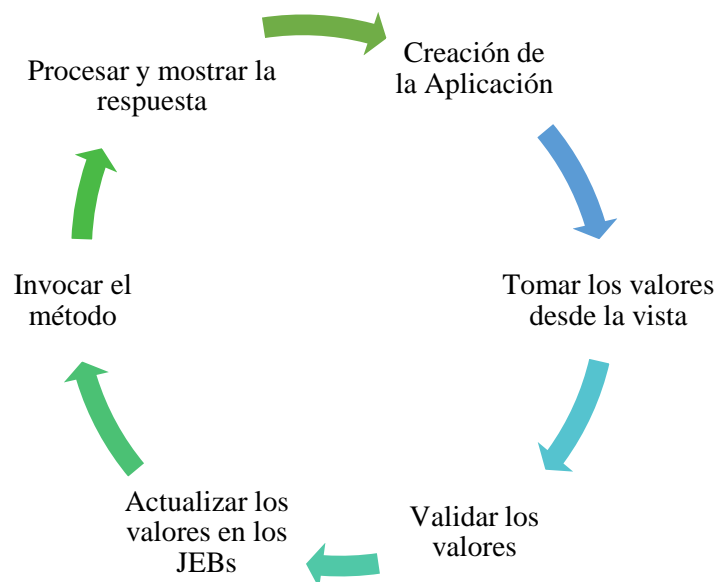 Creación de
la Aplicación
Tomar los valores
desde la vista
Validar los
valores
Actualizar los
valores en los
JEBs
Invocar el
método
Procesar y mostrar la
respuesta